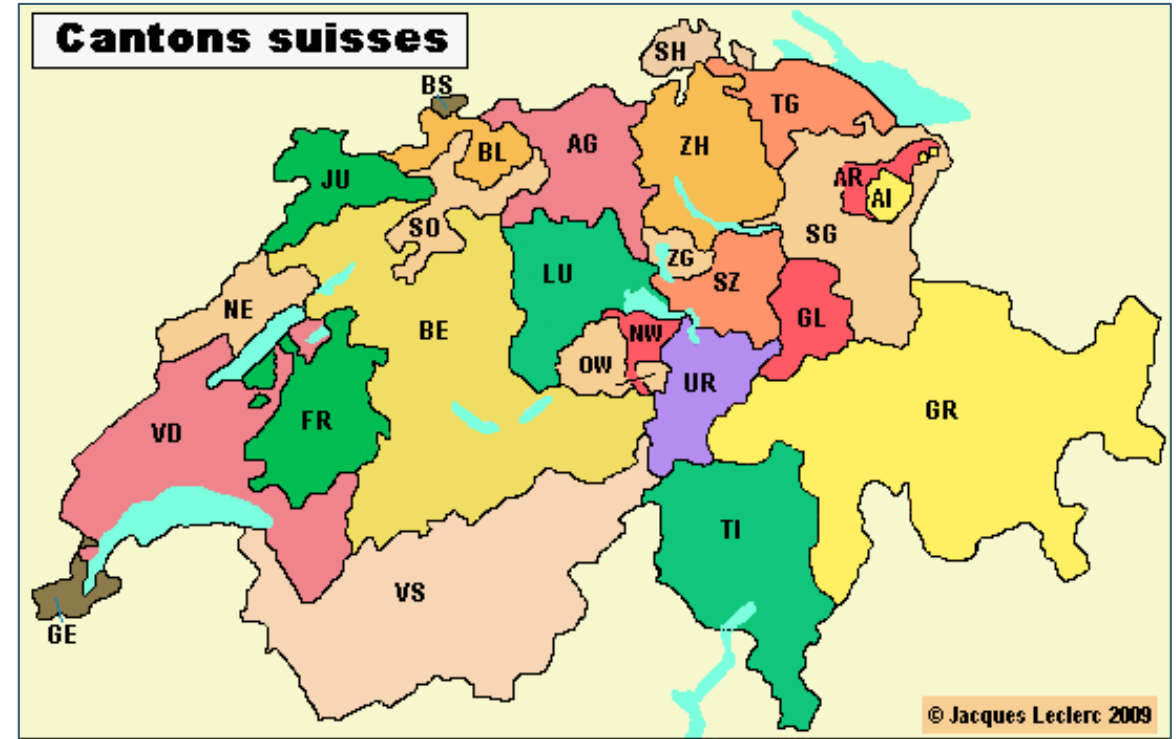 Cantons suisses
SH
BS
TG
AG
ZH
BL
JU
AR
AI
SO
SG
ZG
LU
SZ
NE
GL
BE
NW
OW
UR
GR
FR
VD
TI
VS
GE
© Jacques Leclerc 2009